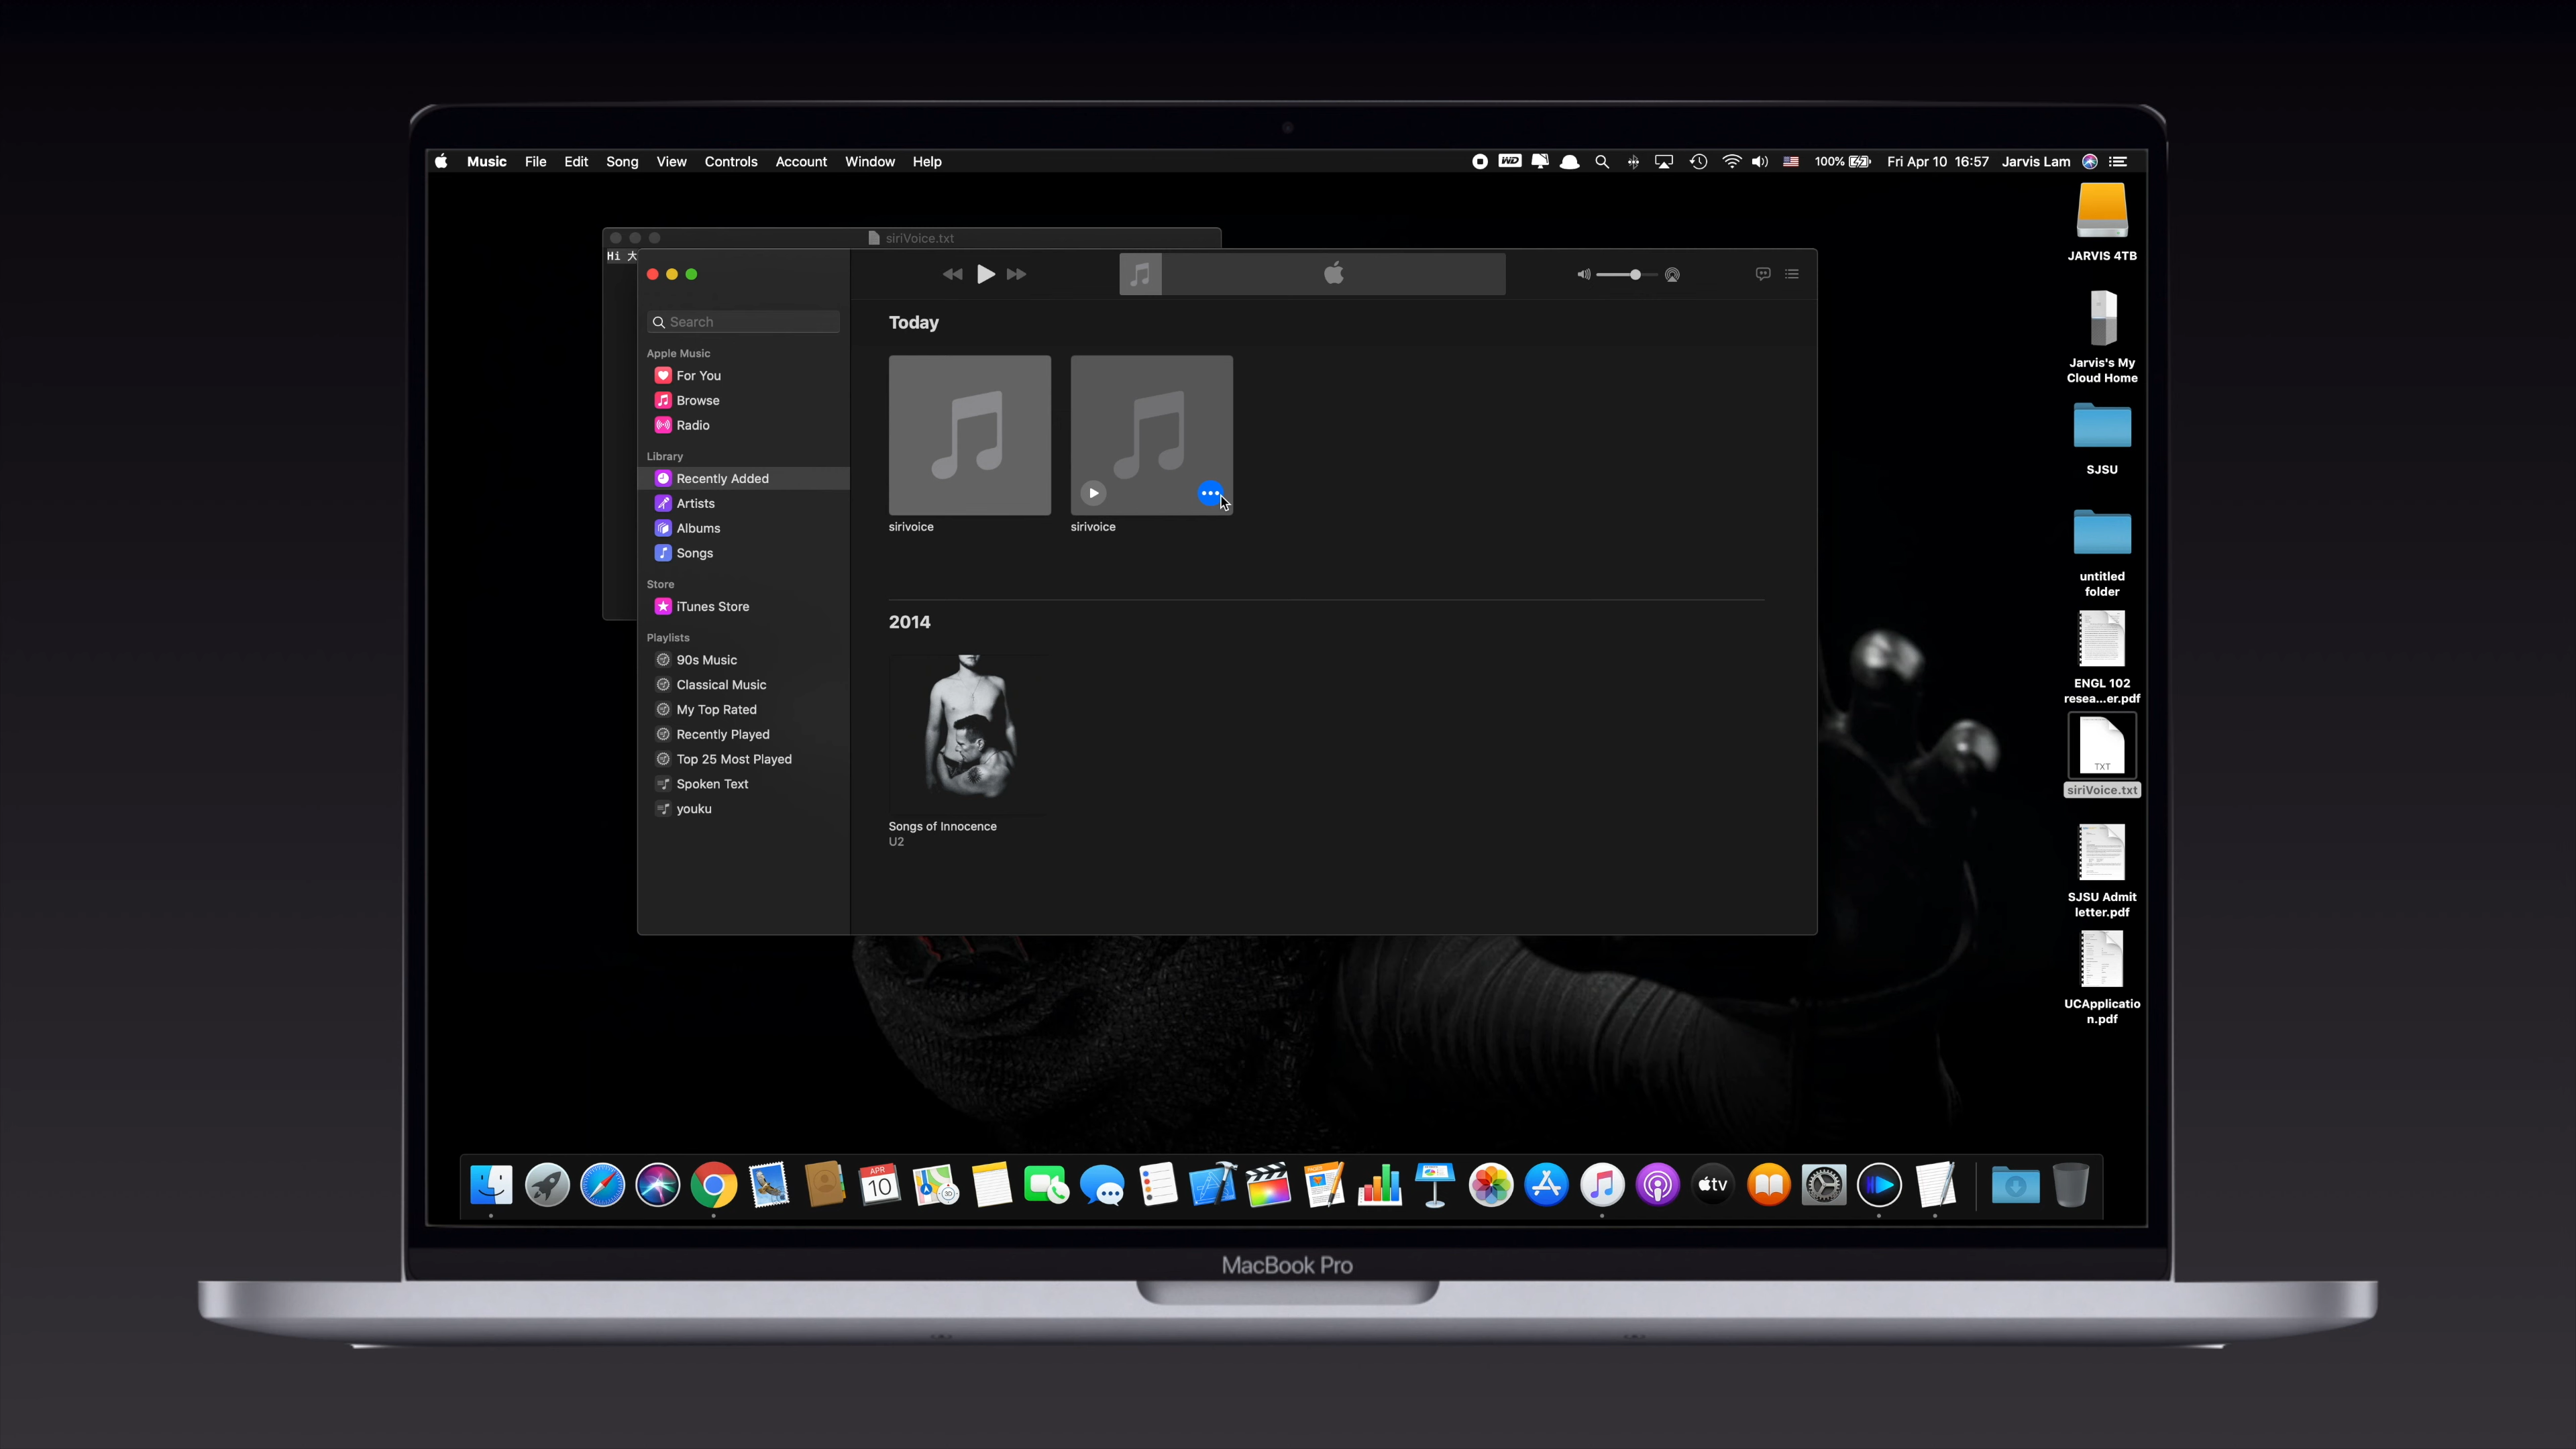 Music File Edit Song View Controls Account Window Help
WD 100% Fri Apr 10 16:57 Jarvis Lam
siriVoice.txt
Hi 大
Search
Apple Music
For You
Browse
Radio
Library
Recently Added
Artists
Albums
Songs
Store
iTunes Store
Playlists
90s Music
Classical Music
My Top Rated
Recently Played
Top 25 Most Played
Spoken Text
youku
Today
sirivoice
sirivoice
2014
Songs of Innocence
U2
JARVIS 4TB
Jarvis's My
Cloud Home
SJSU
untitled
folder
ENGL 102
resea...er.pdf
TXT
siriVoice.txt
SJSU Admit
letter.pdf
UCApplicatio
n.pdf
APR
10
3D
tv
MacBook Pro